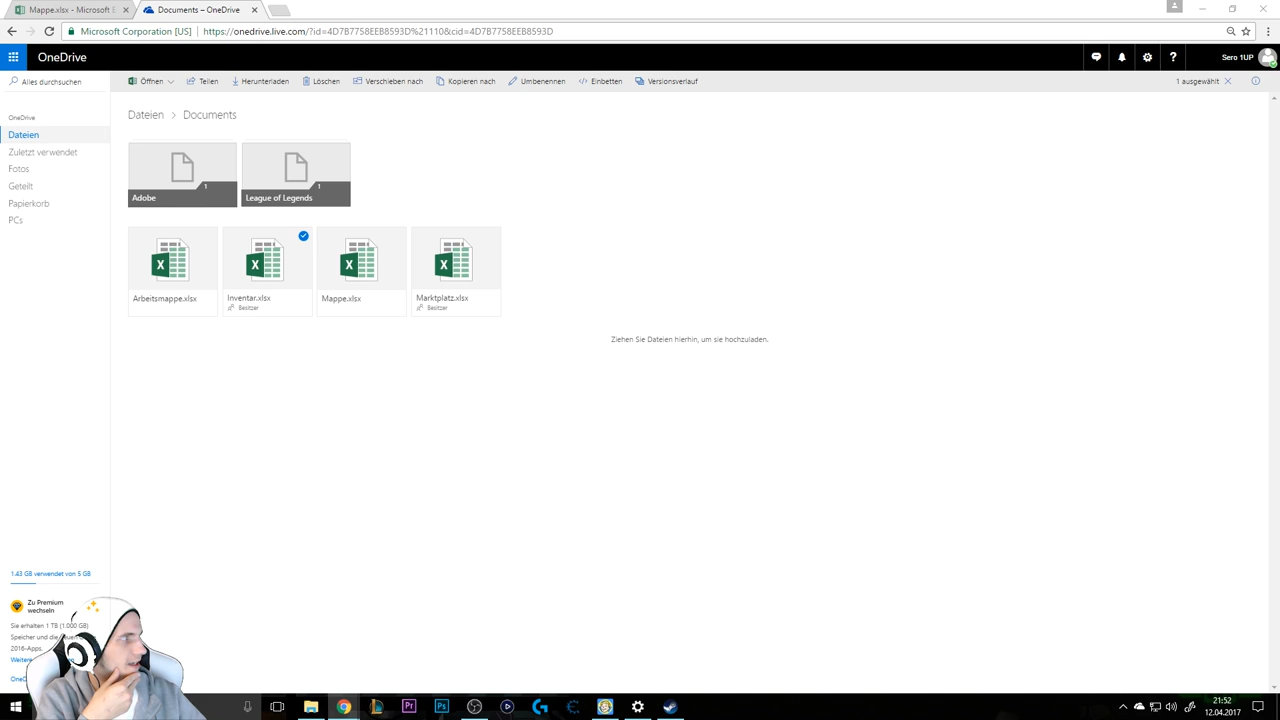 Mappe.xlsx - Microsoft E
Documents – OneDrive
Microsoft Corporation [US]
https://onedrive.live.com/?id=4D7B7758EEB8593D%21110&cid=4D7B7758EEB8593D
OneDrive
Sero 1UP
Alles durchsuchen
Öffnen
Teilen
Herunterladen
Löschen
Verschieben nach
Kopieren nach
Umbenennen
Einbetten
Versionsverlauf
1 ausgewählt
OneDrive
Dateien
Zuletzt verwendet
Fotos
Geteilt
Papierkorb
PCs
Dateien > Documents
1
Adobe
1
League of Legends
Arbeitsmappe.xlsx
Inventar.xlsx
Besitzer
Mappe.xlsx
Marktplatz.xlsx
Besitzer
Ziehen Sie Dateien hierhin, um sie hochzuladen.
1.43 GB verwendet von 5 GB
Zu Premium
wechseln
Sie erhalten 1 TB (1.000 GB)
Speicher und die
2016-Apps.
Weitere
21:52
12.04.2017